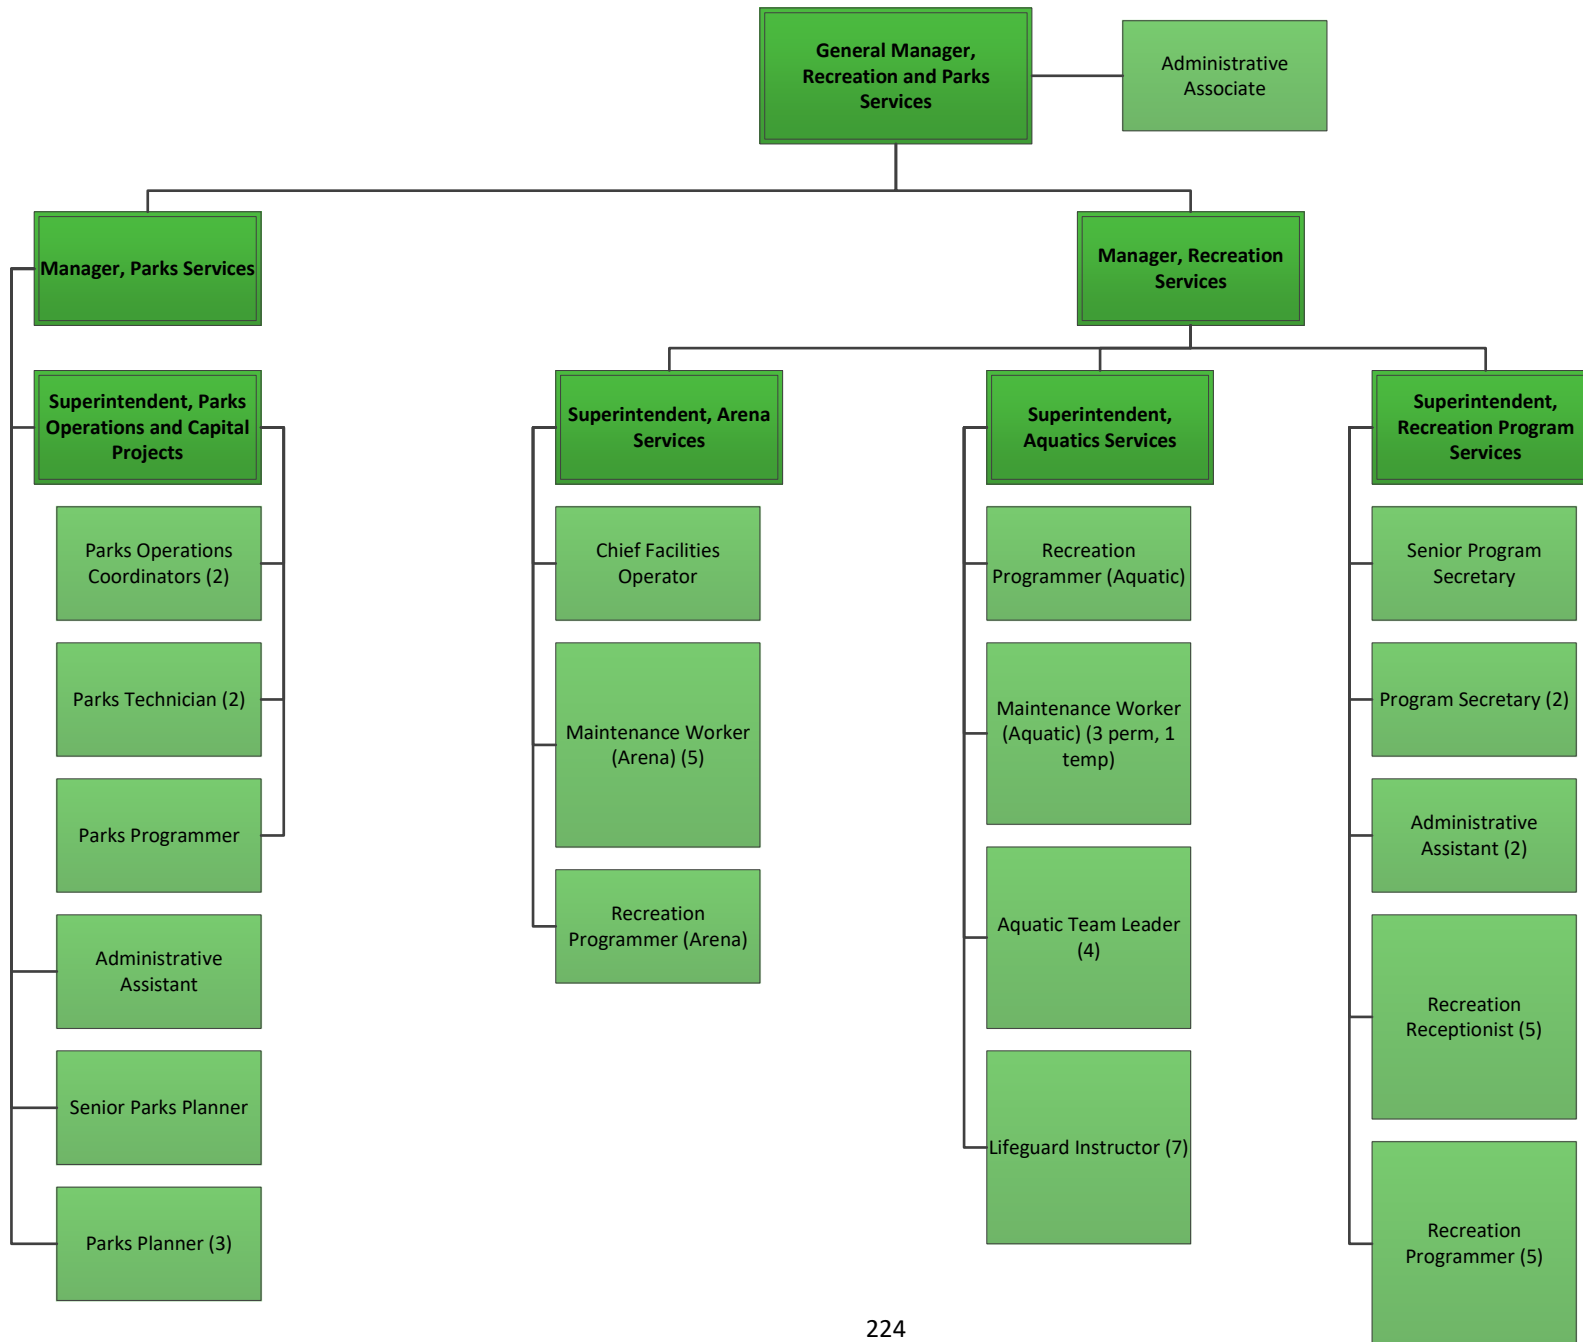 General Manager,
Recreation and Parks
Services
Administrative
Associate
Manager, Parks Services
Manager, Recreation
Services
Superintendent, Parks
Operations and Capital
Projects
Superintendent, Arena
Services
Superintendent,
Aquatics Services
Superintendent,
Recreation Program
Services
Parks Operations
Coordinators (2)
Chief Facilities
Operator
Recreation
Programmer (Aquatic)
Senior Program
Secretary
Parks Technician (2)
Maintenance Worker
(Arena) (5)
Maintenance Worker
(Aquatic) (3 perm, 1
temp)
Program Secretary (2)
Parks Programmer
Administrative
Assistant (2)
Administrative
Assistant
Recreation
Programmer (Arena)
Aquatic Team Leader
(4)
Recreation
Receptionist (5)
Senior Parks Planner
Lifeguard Instructor (7)
Parks Planner (3)
Recreation
Programmer (5)
224